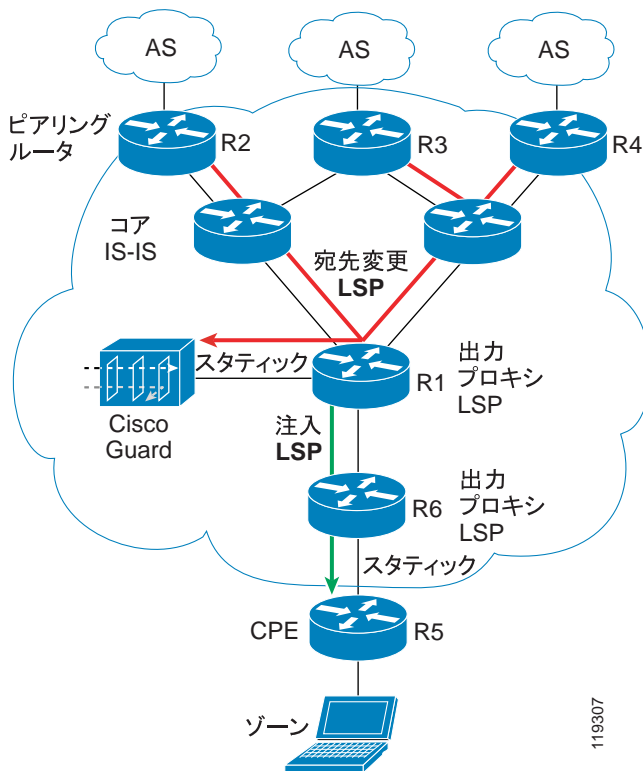 AS
AS
AS
ピアリング
ルータ
R2
R3
R4
コア
IS-IS
宛先変更
LSP
スタティック
R1
出力
プロキシ
LSP
Cisco
Guard
注入
LSP
R6
出力
プロキシ
LSP
スタティック
CPE
R5
ゾーン
119307